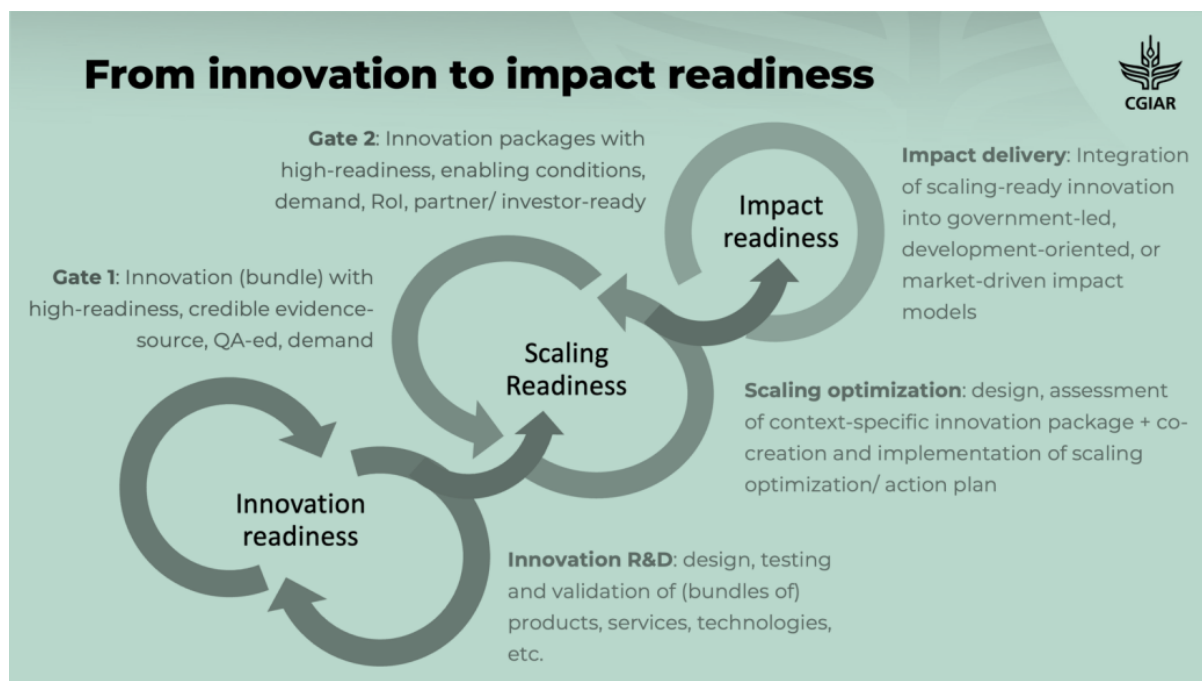 From innovation to impact readiness
CGIAR
Gate 2: Innovation packages with
high-readiness, enabling conditions,
demand, RoI, partner/ investor-ready
Impact delivery: Integration
of scaling-ready innovation
into government-led,
development-oriented, or
market-driven impact
models
Impact
readiness
Gate 1: Innovation (bundle) with
high-readiness, credible evidence-
source, QA-ed, demand
Scaling
Readiness
Scaling optimization: design, assessment
of context-specific innovation package + co-
creation and implementation of scaling
optimization/ action plan
Innovation
readiness
Innovation R&D: design, testing
and validation of (bundles of)
products, services, technologies,
etc.